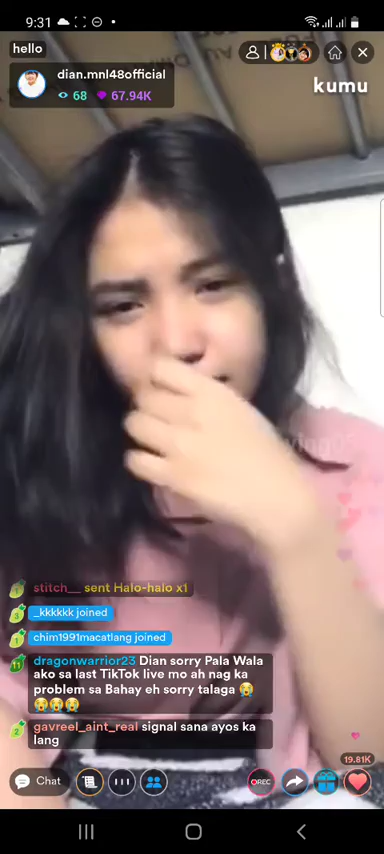 9:31
hello
dian.mnl48official
68 67.94K
kumu
stitch__ sent Halo-halo x1
_kkkkkk joined
chim1991macatlang joined
dragonwarrior23 Dian sorry Pala Wala
ako sa last TikTok live mo ah nag ka
problem sa Bahay eh sorry talaga 😭
😭😭😭
gavreel_aint_real signal sana ayos ka
lang
19.81K
Chat
REC